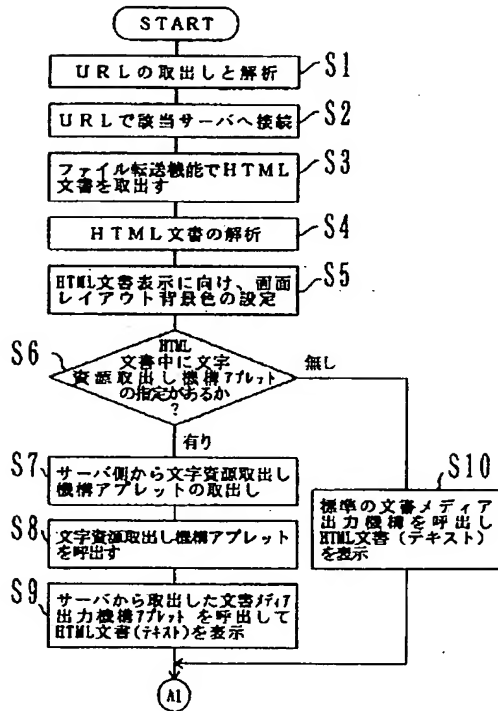 START
URLの取出しと解析
S1
URLで該当サーバへ接続
S2
ファイル転送機能でHTML
文書を取出す
S3
HTML文書の解析
S4
HTML文書表示に向け、画面
レイアウト背景色の設定
S5
S6
HTML
文書中に文字
資源取出し機構アプレット
の指定があるか
?
無し
有り
S7
サーバ側から文字資源取出し
機構アプレットの取出し
S10
標準の文書メディア
出力機構を呼出し
HTML文書(テキスト)
を表示
S8
文字資源取出し機構アプレット
を呼出す
S9
サーバから取出した文書メディア
出力機構アプレットを呼出して
HTML文書(テキスト)を表示
A1